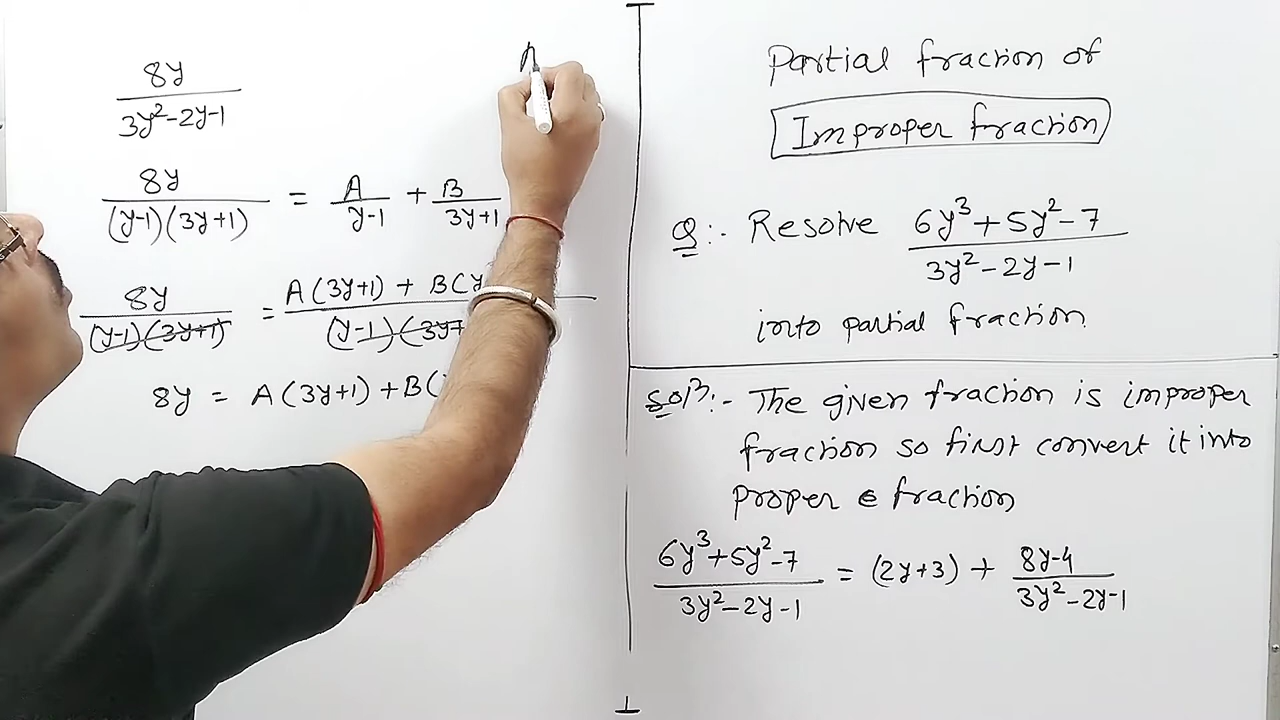 8y
3y²-2y-1
8y / (y-1)(3y+1) = A / y-1 + B / 3y+1
8y / (y-1)(3y+1) = A(3y+1) + B(y / (y-1)(3y+
8y = A(3y+1) + B(
Partial fraction of
Improper fraction
Q:- Resolve 6y³+5y²-7 / 3y²-2y-1
into partial fraction
Solⁿ:- The given fraction is improper
fraction so first convert it into
proper fraction
6y³+5y²-7 / 3y²-2y-1 = (2y+3) + 8y-4 / 3y²-2y-1